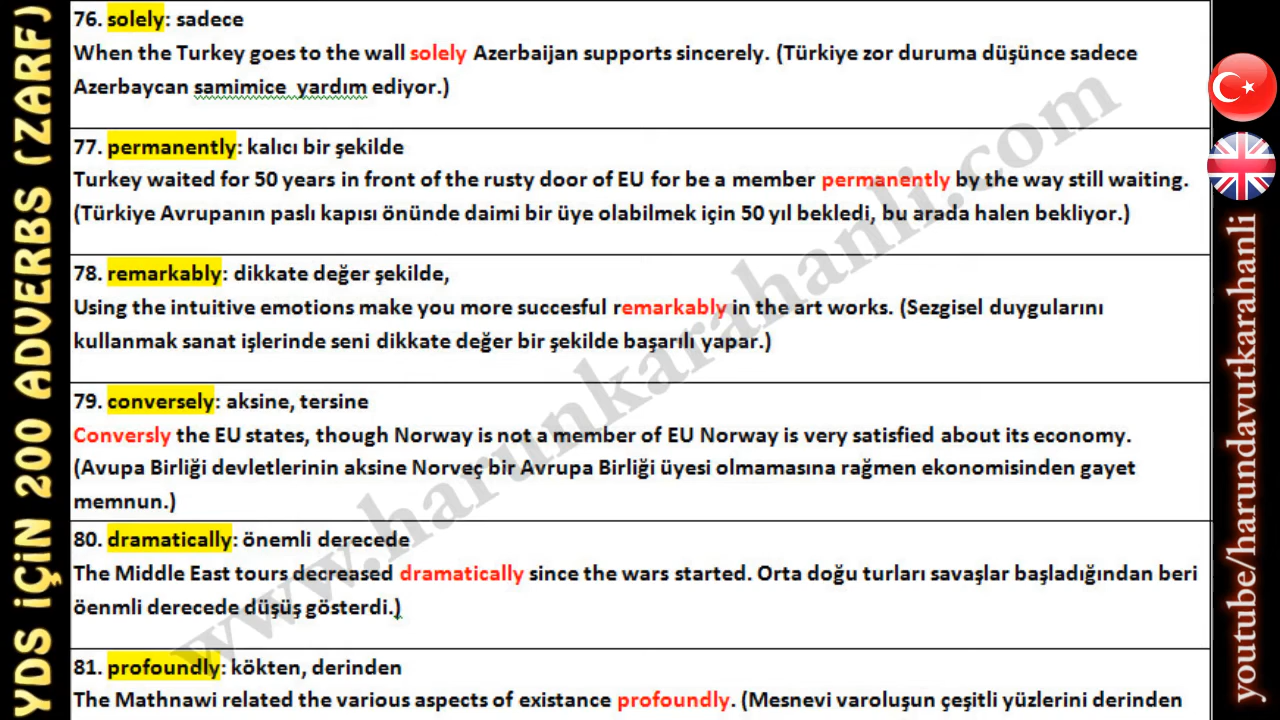 YDS İÇİN 200 ADVERBS (ZARF)
76. solely: sadece
When the Turkey goes to the wall solely Azerbaijan supports sincerely. (Türkiye zor duruma düşünce sadece
Azerbaycan samimice yardım ediyor.)
77. permanently: kalıcı bir şekilde
Turkey waited for 50 years in front of the rusty door of EU for be a member permanently by the way still waiting.
(Türkiye Avrupanın paslı kapısı önünde daimi bir üye olabilmek için 50 yıl bekledi, bu arada halen bekliyor.)
78. remarkably: dikkate değer şekilde,
Using the intuitive emotions make you more succesful remarkably in the art works. (Sezgisel duygularını
kullanmak sanat işlerinde seni dikkate değer bir şekilde başarılı yapar.)
79. conversely: aksine, tersine
Conversly the EU states, though Norway is not a member of EU Norway is very satisfied about its economy.
(Avupa Birliği devletlerinin aksine Norveç bir Avrupa Birliği üyesi olmamasına rağmen ekonomisinden gayet
memnun.)
80. dramatically: önemli derecede
The Middle East tours decreased dramatically since the wars started. Orta doğu turları savaşlar başladığından beri
öenmli derecede düşüş gösterdi.)
81. profoundly: kökten, derinden
The Mathnawi related the various aspects of existance profoundly. (Mesnevi varoluşun çeşitli yüzlerini derinden
www.harunkarahanli.com
youtube/harundavutkarahanli